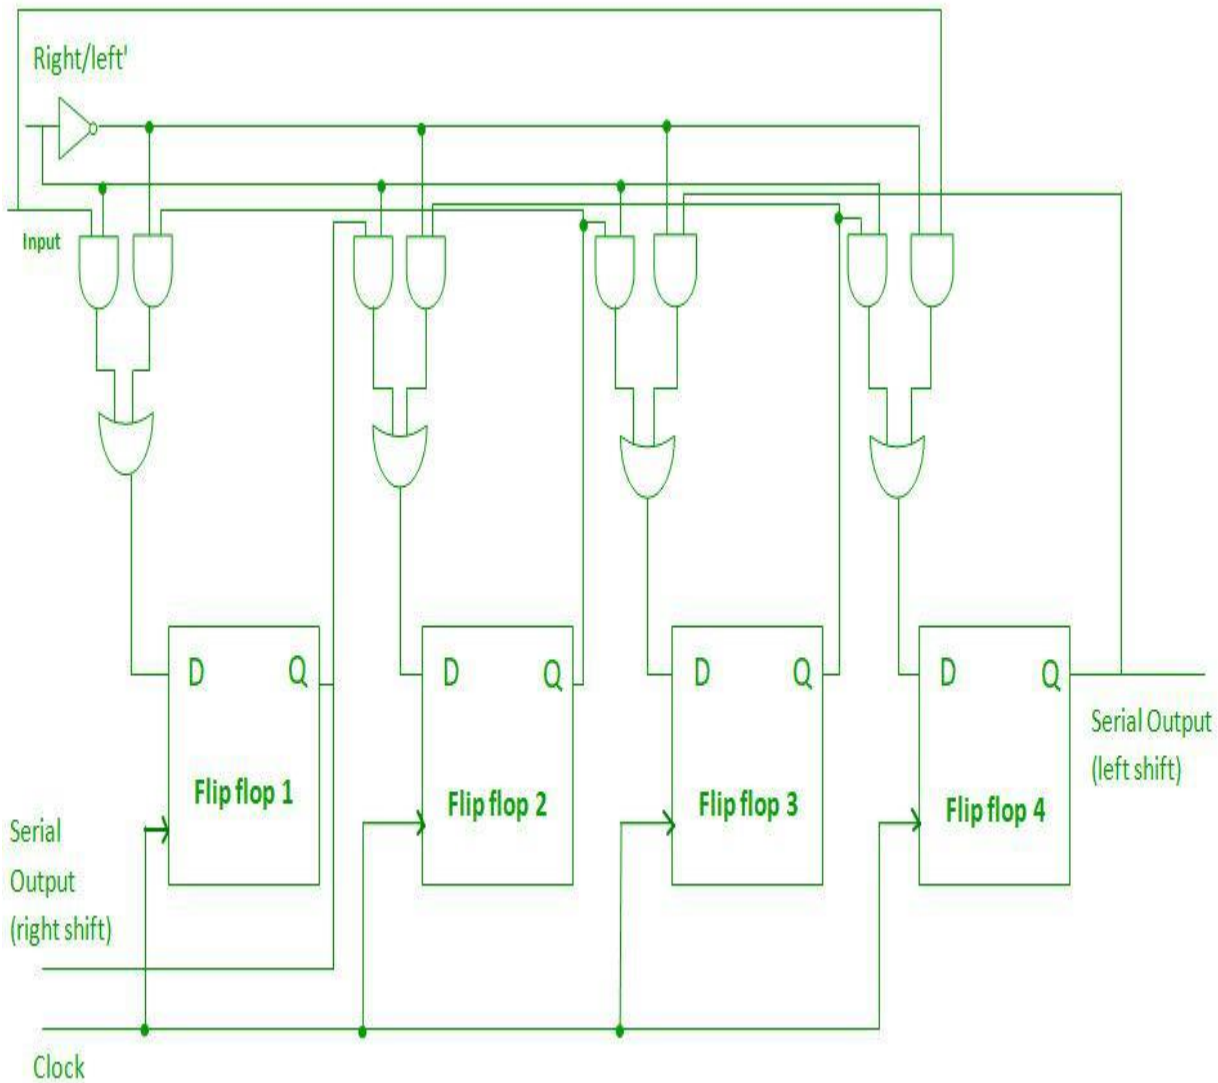 Right/left'
Input
D
Q
Flip flop 1
D
Q
Flip flop 2
D
Q
Flip flop 3
D
Q
Flip flop 4
Serial Output
(left shift)
Serial
Output
(right shift)
Clock